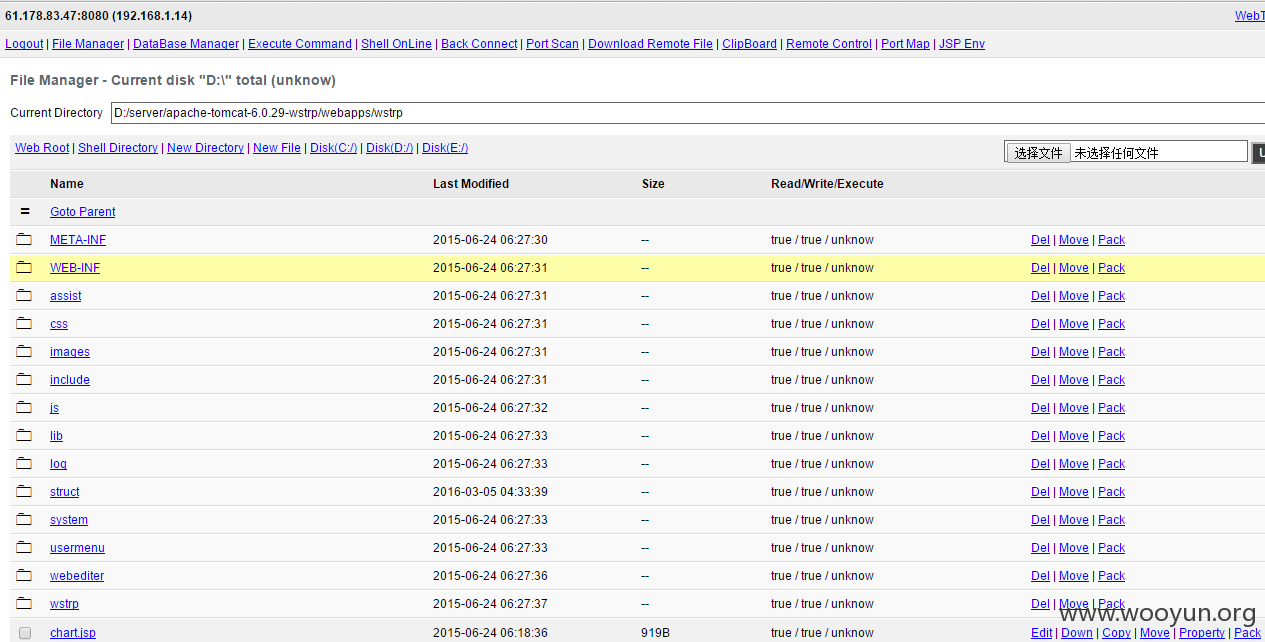 61.178.83.47:8080 (192.168.1.14) WebT
Logout | File Manager | DataBase Manager | Execute Command | Shell OnLine | Back Connect | Port Scan | Download Remote File | ClipBoard | Remote Control | Port Map | JSP Env
File Manager - Current disk "D:\" total (unknow)
Current Directory D:/server/apache-tomcat-6.0.29-wstrp/webapps/wstrp
Web Root | Shell Directory | New Directory | New File | Disk(C:/) | Disk(D:/) | Disk(E:/) 选择文件 未选择任何文件 U
Name Last Modified Size Read/Write/Execute
= Goto Parent
META-INF 2015-06-24 06:27:30 -- true / true / unknow Del | Move | Pack
WEB-INF 2015-06-24 06:27:31 -- true / true / unknow Del | Move | Pack
assist 2015-06-24 06:27:31 -- true / true / unknow Del | Move | Pack
css 2015-06-24 06:27:31 -- true / true / unknow Del | Move | Pack
images 2015-06-24 06:27:31 -- true / true / unknow Del | Move | Pack
include 2015-06-24 06:27:31 -- true / true / unknow Del | Move | Pack
js 2015-06-24 06:27:32 -- true / true / unknow Del | Move | Pack
lib 2015-06-24 06:27:33 -- true / true / unknow Del | Move | Pack
log 2015-06-24 06:27:33 -- true / true / unknow Del | Move | Pack
struct 2016-03-05 04:33:39 -- true / true / unknow Del | Move | Pack
system 2015-06-24 06:27:33 -- true / true / unknow Del | Move | Pack
usermenu 2015-06-24 06:27:33 -- true / true / unknow Del | Move | Pack
webediter 2015-06-24 06:27:36 -- true / true / unknow Del | Move | Pack
wstrp 2015-06-24 06:27:37 -- true / true / unknow Del | Move | Pack
www.wooyun.org
chart.jsp 2015-06-24 06:18:36 919B true / true / unknow Edit | Down | Copy | Move | Property | Pack